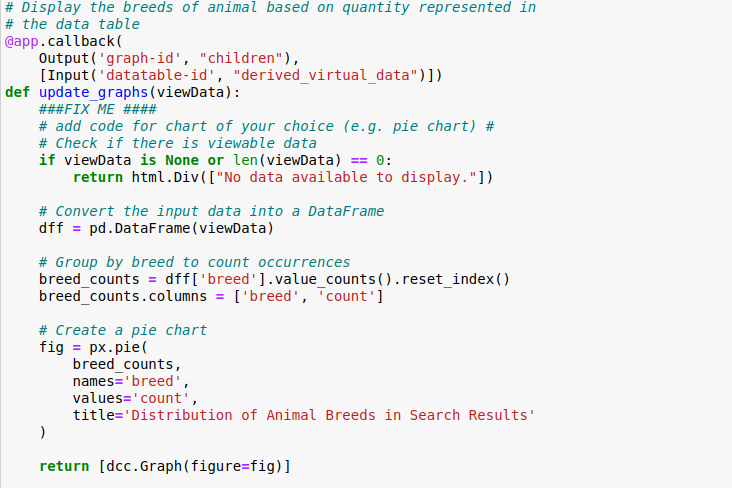 # Display the breeds of animal based on quantity represented in
# the data table
@app.callback(
    Output('graph-id', "children"),
    [Input('datatable-id', "derived_virtual_data")])
def update_graphs(viewData):
    ###FIX ME ####
    # add code for chart of your choice (e.g. pie chart) #
    # Check if there is viewable data
    if viewData is None or len(viewData) == 0:
        return html.Div(["No data available to display."])

    # Convert the input data into a DataFrame
    dff = pd.DataFrame(viewData)

    # Group by breed to count occurrences
    breed_counts = dff['breed'].value_counts().reset_index()
    breed_counts.columns = ['breed', 'count']

    # Create a pie chart
    fig = px.pie(
        breed_counts,
        names='breed',
        values='count',
        title='Distribution of Animal Breeds in Search Results'
    )

    return [dcc.Graph(figure=fig)]